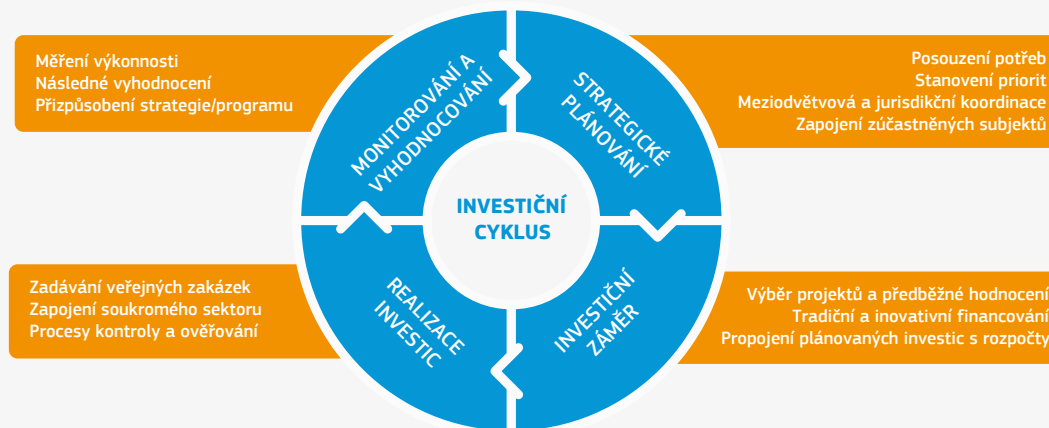 Měření výkonnosti
Následné vyhodnocení
Přizpůsobení strategie/programu
MONITOROVÁNÍ A
VYHODNOCOVÁNÍ
STRATEGICKÉ
PLÁNOVÁNÍ
Posouzení potřeb
Stanovení priorit
Meziodvětvová a jurisdikční koordinace
Zapojení zúčastněných subjektů
INVESTIČNÍ
CYKLUS
Zadávání veřejných zakázek
Zapojení soukromého sektoru
Procesy kontroly a ověřování
REALIZACE
INVESTIC
INVESTIČNÍ
ZÁMĚR
Výběr projektů a předběžné hodnocení
Tradiční a inovativní financování
Propojení plánovaných investic s rozpočty